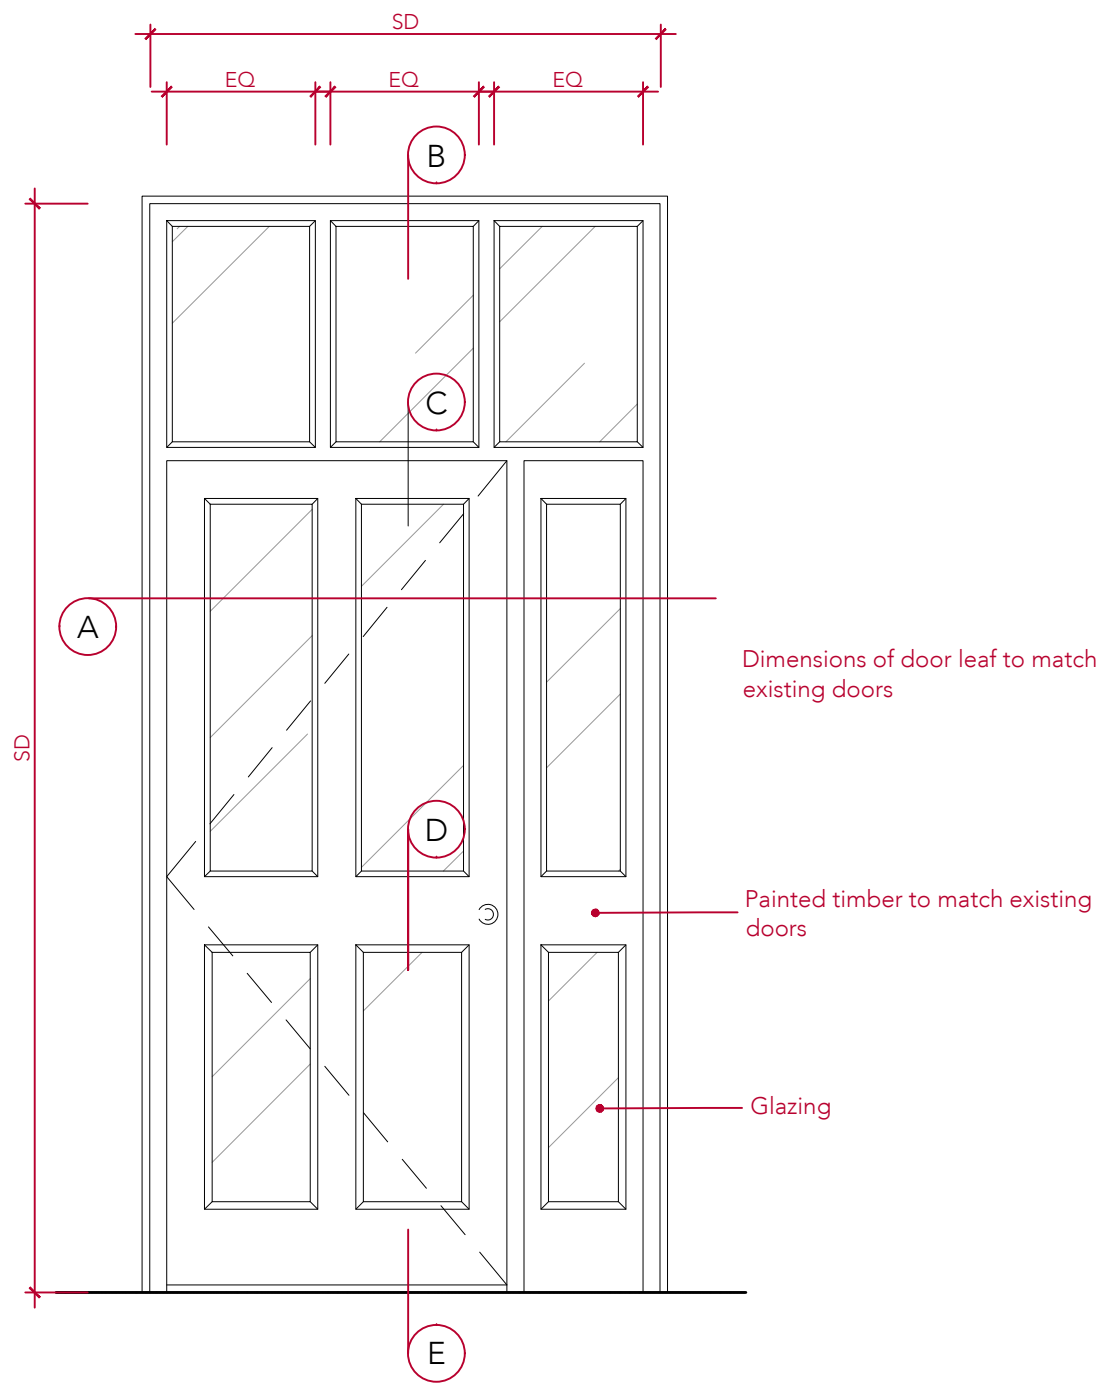 SD
EQ
EQ
EQ
B
C
A
Dimensions of door leaf to match
existing doors
SD
D
Painted timber to match existing
doors
Glazing
E